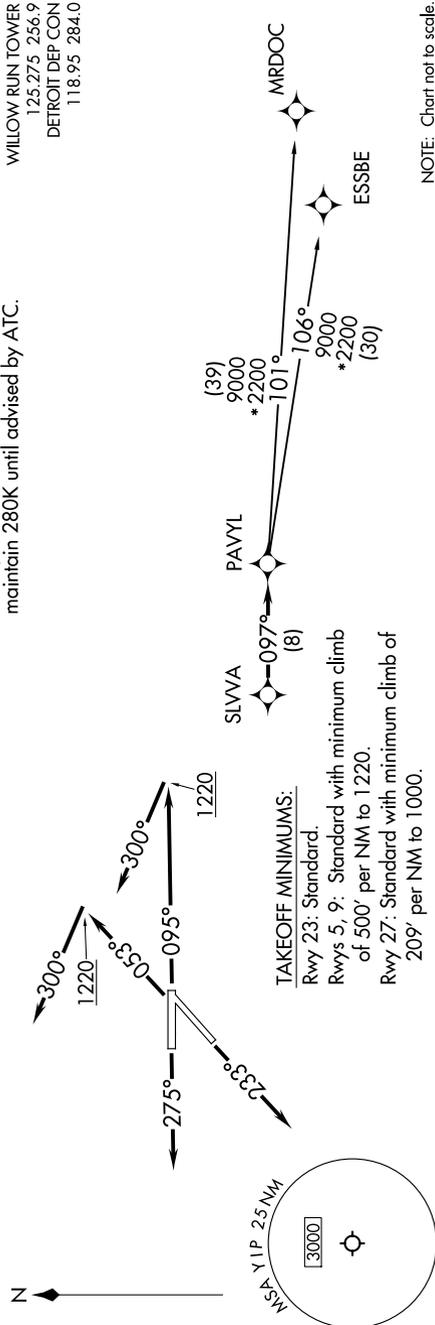 WILLOW RUN TOWER
125.275 256.9
DETROIT DEP CON
118.95 284.0
maintain 280K until advised by ATC.
N
300°
1220
053°
300°
1220
095°
275°
233°
SLVVA
097°
(8)
PAVYL
(39)
9000
*2200
101°
106°
9000
*2200
(30)
MRDOC
ESSBE
MSA YIP 25 NM
3000
TAKEOFF MINIMUMS:
Rwy 23: Standard.
Rwys 5, 9: Standard with minimum climb
of 500' per NM to 1220.
Rwy 27: Standard with minimum climb of
209' per NM to 1000.
NOTE: Chart not to scale.